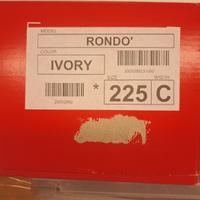 MODEL
RONDO'
COLOR
IVORY
SIZE
WIDTH
* 225 C